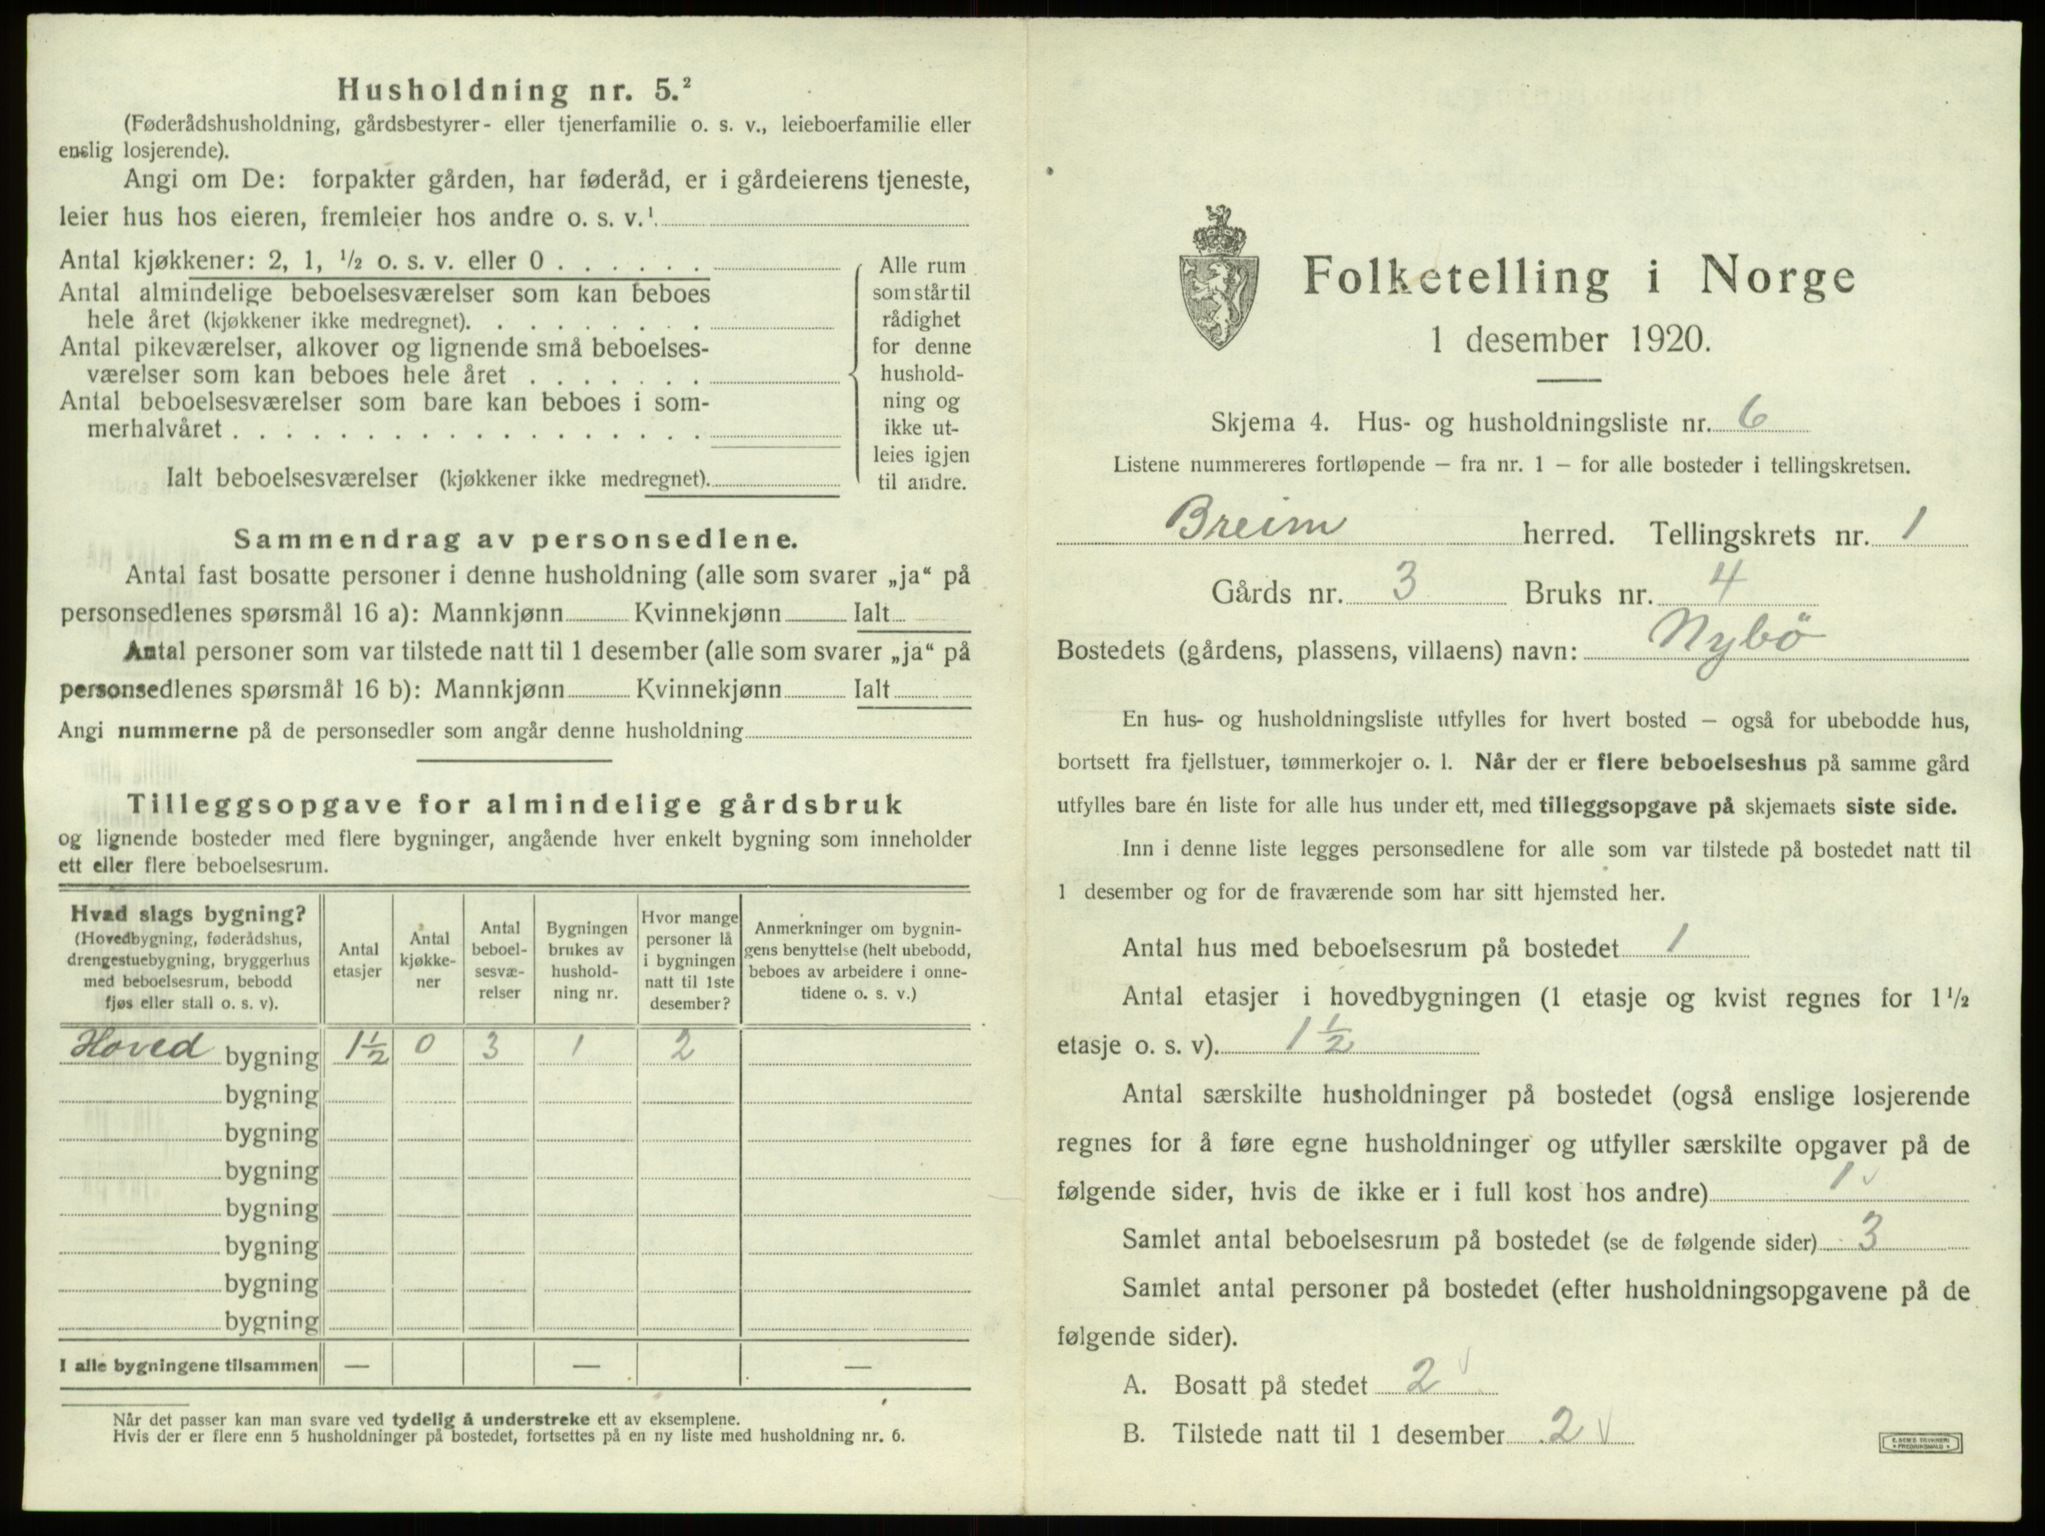 Husholdning nr. 5.²
(Føderådshusholdning, gårdsbestyrer- eller tjenerfamilie o. s. v., leieboerfamilie eller
enslig losjerende).
Angi om De: forpakter gården, har føderåd, er i gårdeierens tjeneste,
leier hus hos eieren, fremleier hos andre o. s. v.¹
Antal kjøkkener: 2, 1, ½ o. s. v. eller 0 . . . . . .
Antal almindelige beboelsesværelser som kan beboes
hele året (kjøkkener ikke medregnet). . . . . . . . .
Antal pikeværelser, alkover og lignende små beboelses-
værelser som kan beboes hele året . . . . . . .
Antal beboelsesværelser som bare kan beboes i som-
merhalvåret . . . . . . . . . . . . . . . . . .
Ialt beboelsesværelser (kjøkkener ikke medregnet).
Alle rum
som står til
rådighet
for denne
hushold-
ning og
ikke ut-
leies igjen
til andre.
Sammendrag av personsedlene.
Antal fast bosatte personer i denne husholdning (alle som svarer „ja“ på
personsedlenes spørsmål 16 a): Mannkjønn Kvinnekjønn Ialt
Antal personer som var tilstede natt til 1 desember (alle som svarer „ja“ på
personsedlenes spørsmål 16 b): Mannkjønn Kvinnekjønn Ialt
Angi nummerne på de personsedler som angår denne husholdning
Tilleggsopgave for almindelige gårdsbruk
og lignende bosteder med flere bygninger, angående hver enkelt bygning som inneholder
ett eller flere beboelsesrum.
Hvad slags bygning?
(Hovedbygning, føderådshus,
drengestuebygning, bryggerhus
med beboelsesrum, bebodd
fjøs eller stall o. s. v).
Antal
etasjer
Antal
kjøkke-
ner
Antal
beboel-
sesvæ-
relser
Bygningen
brukes av
hushold-
ning nr.
Hvor mange
personer lå
i bygningen
natt til 1ste
desember?
Anmerkninger om bygnin-
gens benyttelse (helt ubebodd,
beboes av arbeidere i onne-
tidene o. s. v.)
Hoved bygning 1½ 0 3 1 2
bygning
bygning
bygning
bygning
bygning
bygning
bygning
I alle bygningene tilsammen — — —
Når det passer kan man svare ved tydelig å understreke ett av eksemplene.
Hvis der er flere enn 5 husholdninger på bostedet, fortsettes på en ny liste med husholdning nr. 6.
Folketelling i Norge
1 desember 1920.
Skjema 4. Hus- og husholdningsliste nr. 6
Listene nummereres fortløpende – fra nr. 1 – for alle bosteder i tellingskretsen.
Breim herred. Tellingskrets nr. 1
Gårds nr. 3 Bruks nr. 4
Bostedets (gårdens, plassens, villaens) navn: Nybö
En hus- og husholdningsliste utfylles for hvert bosted – også for ubebodde hus,
bortsett fra fjellstuer, tømmerkojer o. l. Når der er flere beboelseshus på samme gård
utfylles bare én liste for alle hus under ett, med tilleggsopgave på skjemaets siste side.
Inn i denne liste legges personsedlene for alle som var tilstede på bostedet natt til
1 desember og for de fraværende som har sitt hjemsted her.
Antal hus med beboelsesrum på bostedet 1
Antal etasjer i hovedbygningen (1 etasje og kvist regnes for 1½
etasje o. s. v). 1½
Antal særskilte husholdninger på bostedet (også enslige losjerende
regnes for å føre egne husholdninger og utfyller særskilte opgaver på de
følgende sider, hvis de ikke er i full kost hos andre) 1 ✓
Samlet antal beboelsesrum på bostedet (se de følgende sider) 3
Samlet antal personer på bostedet (efter husholdningsopgavene på de
følgende sider).
A. Bosatt på stedet 2 ✓
B. Tilstede natt til 1 desember 2 ✓